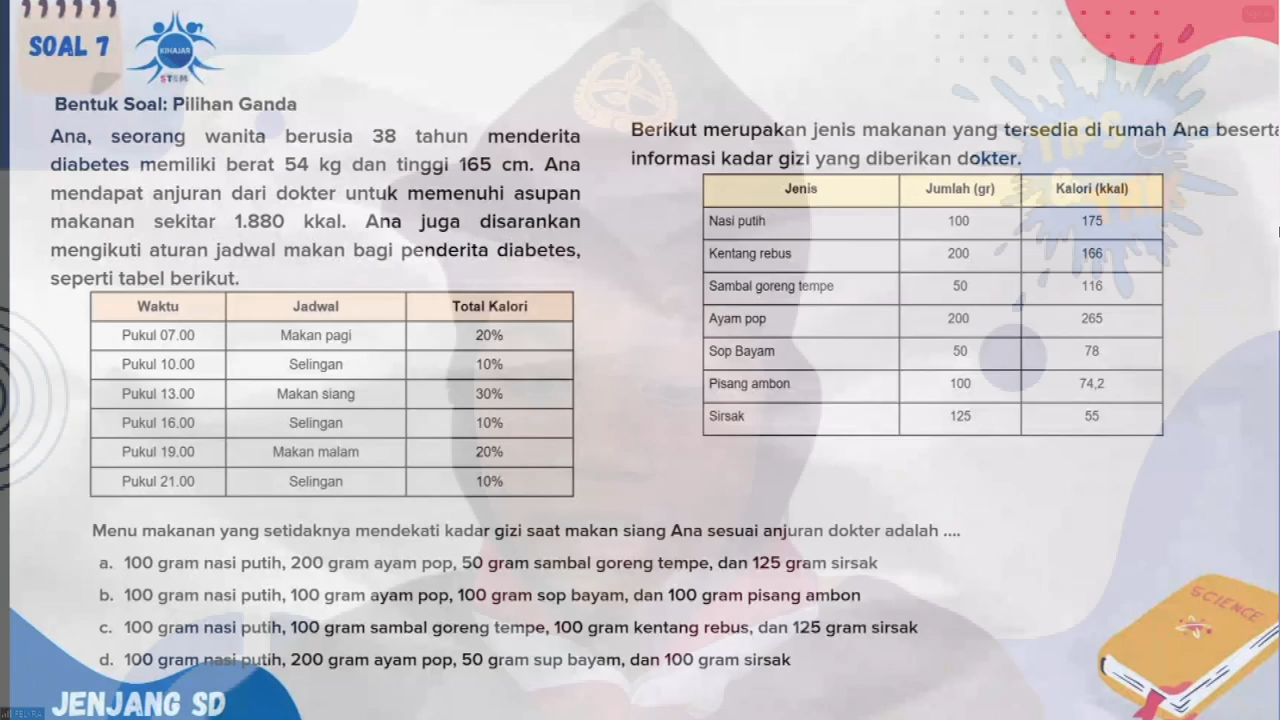 SOAL 7
KIHAJAR
STEM
Bentuk Soal: Pilihan Ganda
Ana, seorang wanita berusia 38 tahun menderita
diabetes memiliki berat 54 kg dan tinggi 165 cm. Ana
mendapat anjuran dari dokter untuk memenuhi asupan
makanan sekitar 1.880 kkal. Ana juga disarankan
mengikuti aturan jadwal makan bagi penderita diabetes,
seperti tabel berikut.
Waktu Jadwal Total Kalori
Pukul 07.00 Makan pagi 20%
Pukul 10.00 Selingan 10%
Pukul 13.00 Makan siang 30%
Pukul 16.00 Selingan 10%
Pukul 19.00 Makan malam 20%
Pukul 21.00 Selingan 10%
Berikut merupakan jenis makanan yang tersedia di rumah Ana beserta
informasi kadar gizi yang diberikan dokter.
TIPS
&
Jenis Jumlah (gr) Kalori (kkal)
Nasi putih 100 175
Kentang rebus 200 166
Sambal goreng tempe 50 116
Ayam pop 200 265
Sop Bayam 50 78
Pisang ambon 100 74,2
Sirsak 125 55
Menu makanan yang setidaknya mendekati kadar gizi saat makan siang Ana sesuai anjuran dokter adalah ....
a. 100 gram nasi putih, 200 gram ayam pop, 50 gram sambal goreng tempe, dan 125 gram sirsak
b. 100 gram nasi putih, 100 gram ayam pop, 100 gram sop bayam, dan 100 gram pisang ambon
c. 100 gram nasi putih, 100 gram sambal goreng tempe, 100 gram kentang rebus, dan 125 gram sirsak
d. 100 gram nasi putih, 200 gram ayam pop, 50 gram sup bayam, dan 100 gram sirsak
SCIENCE
JENJANG SD